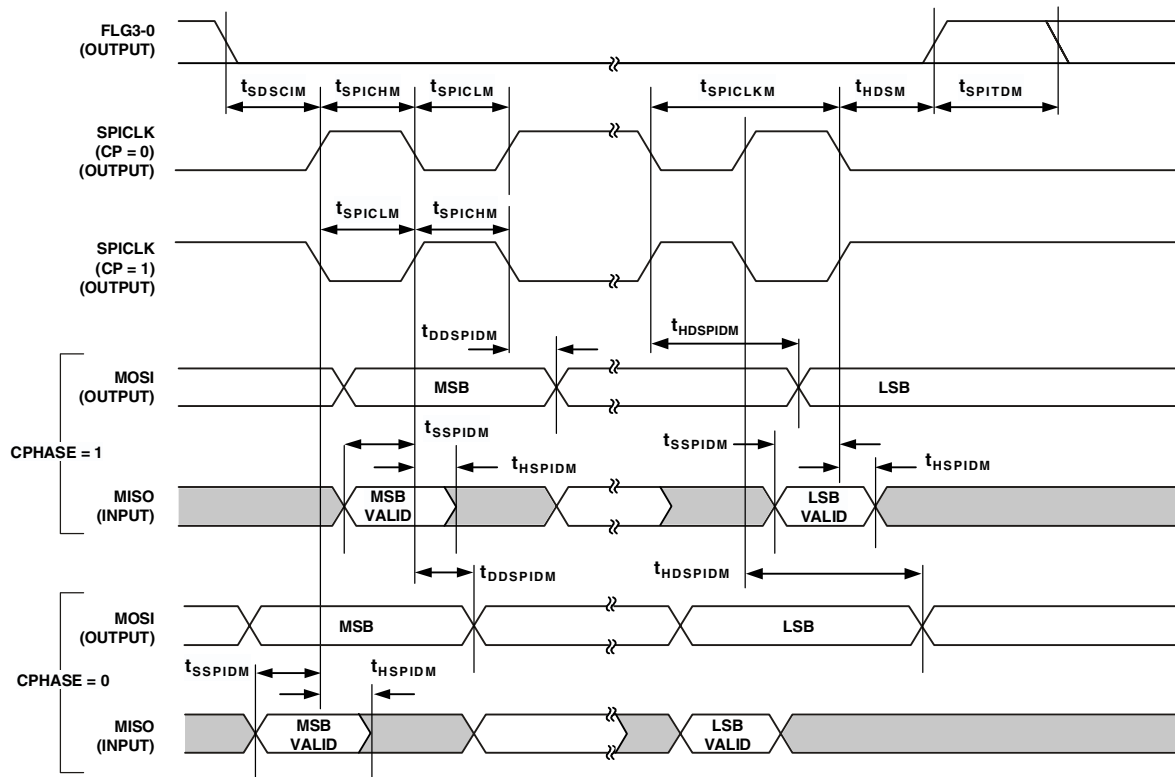 FLG3-0
(OUTPUT)
tSDSCIM tSPICHM tSPICLM tSPICLKM tHDSM tSPITDM
SPICLK
(CP = 0)
(OUTPUT)
tSPICLM tSPICHM
SPICLK
(CP = 1)
(OUTPUT)
tDDSPIDM tHDSPIDM
CPHASE = 1
MOSI
(OUTPUT)
MSB LSB
tSSPIDM tHSPIDM tSSPIDM tHSPIDM
MISO
(INPUT)
MSB
VALID
LSB
VALID
tDDSPIDM tHDSPIDM
CPHASE = 0
MOSI
(OUTPUT)
MSB LSB
tSSPIDM tHSPIDM
MISO
(INPUT)
MSB
VALID
LSB
VALID